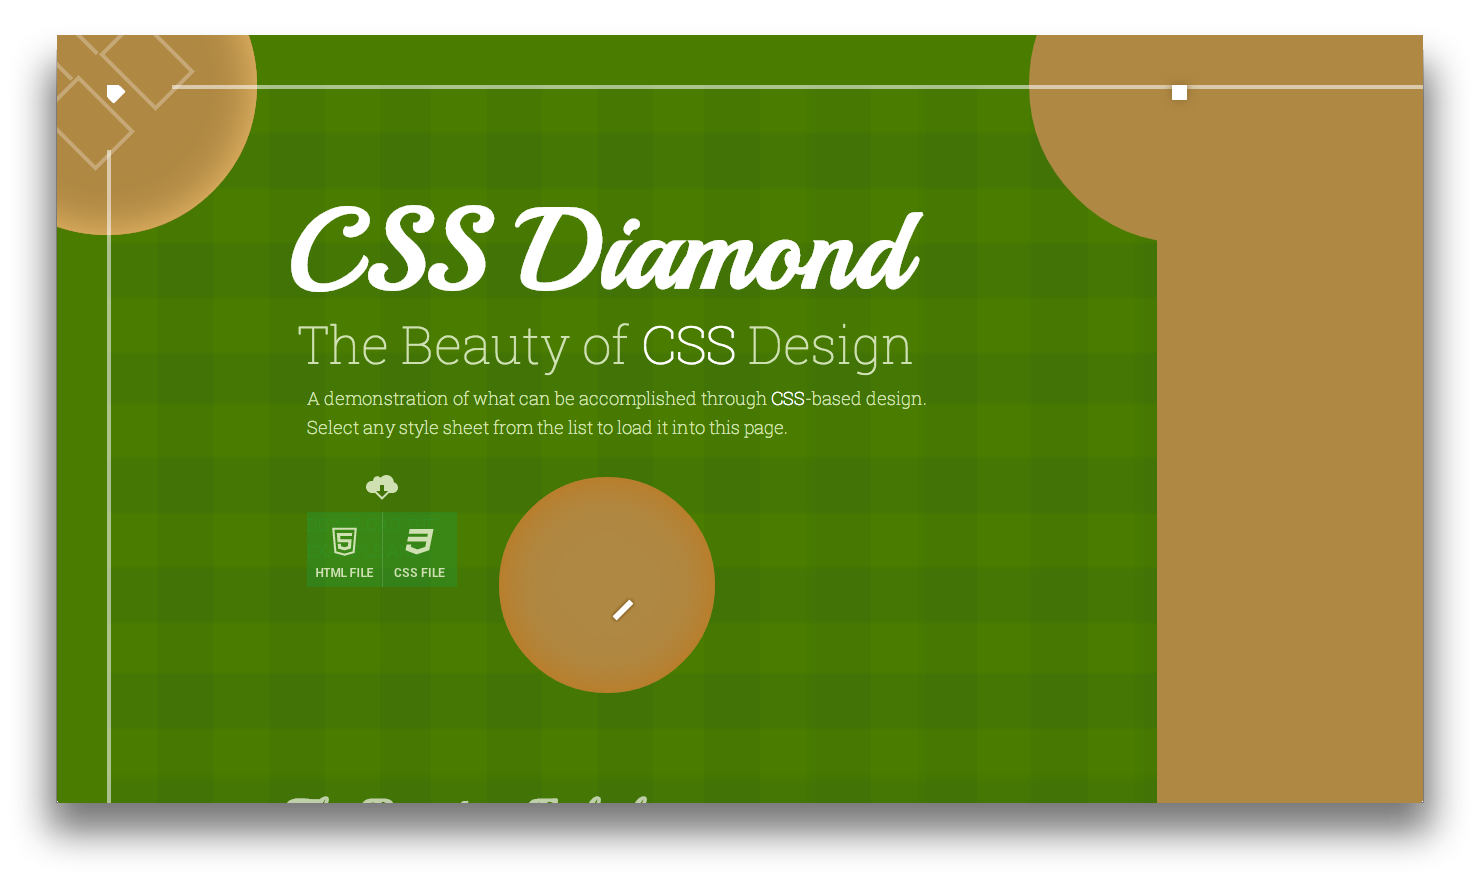 CSS Diamond
The Beauty of CSS Design
A demonstration of what can be accomplished through CSS-based design.
Select any style sheet from the list to load it into this page.
HTML FILE
CSS FILE